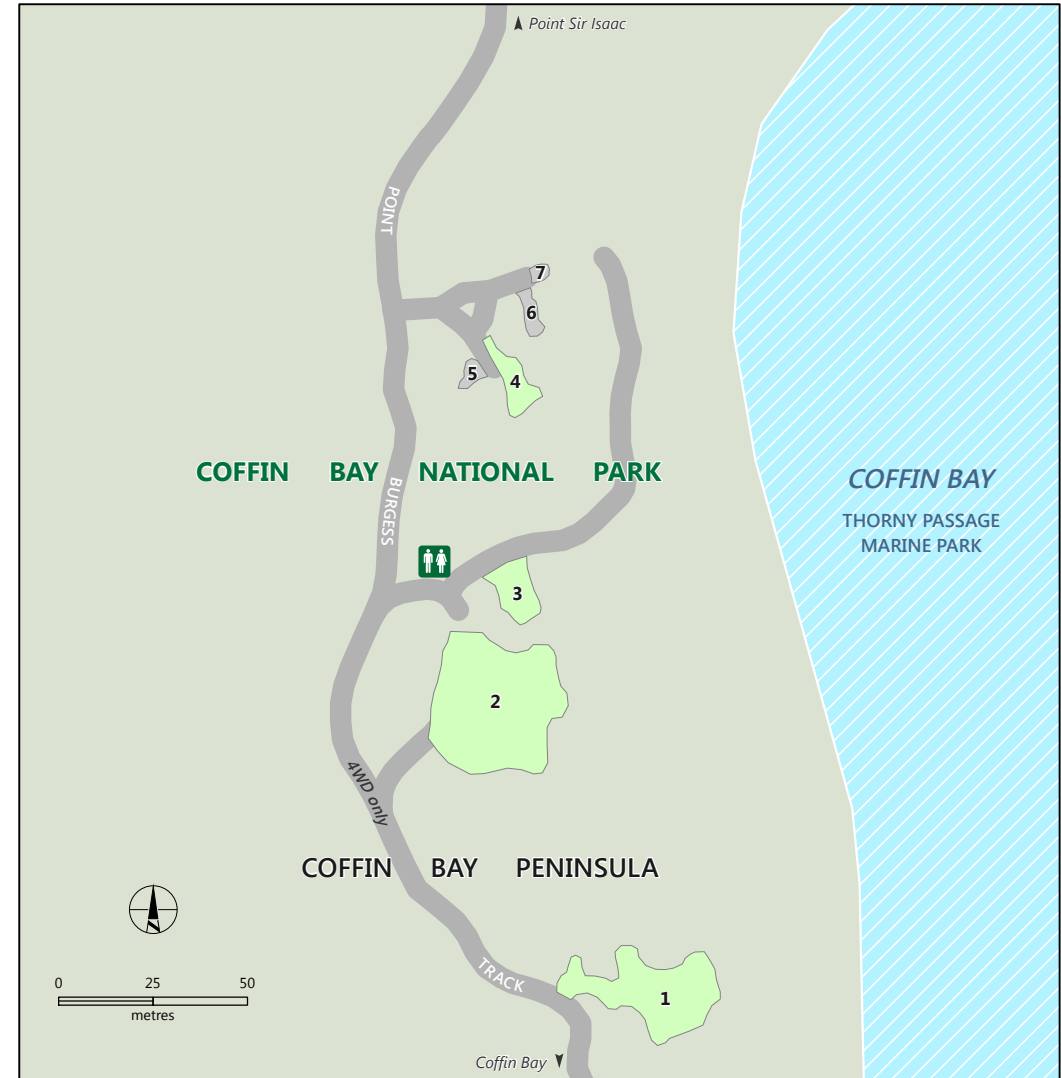 Point Sir Isaac
POINT
7
6
5
4
COFFIN BAY NATIONAL PARK
COFFIN BAY
THORNY PASSAGE
MARINE PARK
BURGESS
3
2
4WD only
COFFIN BAY PENINSULA
TRACK
1
0 25 50
metres
Coffin Bay